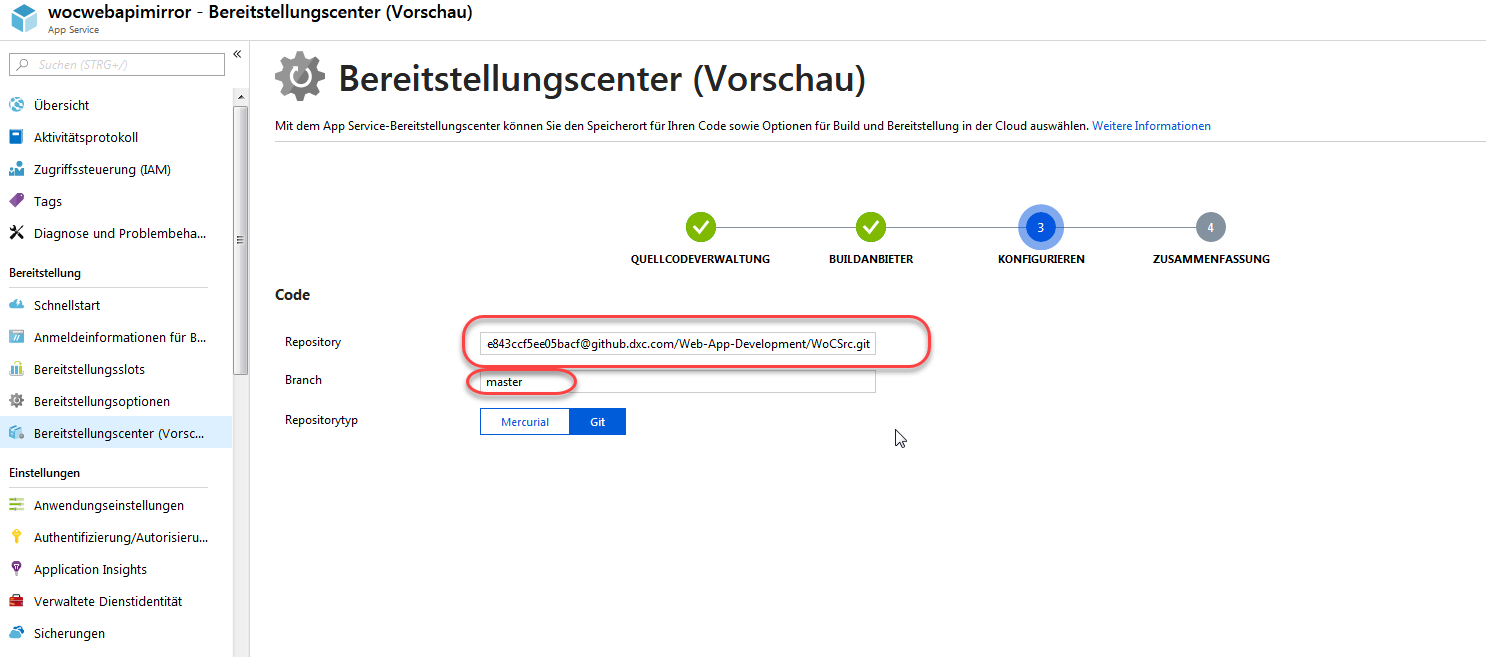 wocwebapimirror - Bereitstellungscenter (Vorschau)
App Service
Suchen (STRG+/)
Übersicht
Aktivitätsprotokoll
Zugriffssteuerung (IAM)
Tags
Diagnose und Problembeha...
Bereitstellung
Schnellstart
Anmeldeinformationen für B...
Bereitstellungsslots
Bereitstellungsoptionen
Bereitstellungscenter (Vorsc...
Einstellungen
Anwendungseinstellungen
Authentifizierung/Autorisieru...
Application Insights
Verwaltete Dienstidentität
Sicherungen
Bereitstellungscenter (Vorschau)
Mit dem App Service-Bereitstellungscenter können Sie den Speicherort für Ihren Code sowie Optionen für Build und Bereitstellung in der Cloud auswählen. Weitere Informationen
3 4
QUELLCODEVERWALTUNG BUILDANBIETER KONFIGURIEREN ZUSAMMENFASSUNG
Code
Repository e843ccf5ee05bacf@github.dxc.com/Web-App-Development/WoCSrc.git
Branch master
Repositorytyp Mercurial Git